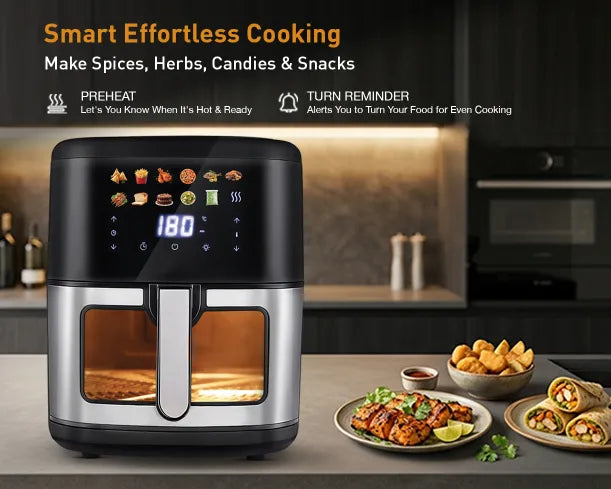 Smart Effortless Cooking
Make Spices, Herbs, Candies & Snacks
PREHEAT
Let's You Know When It's Hot & Ready
TURN REMINDER
Alerts You to Turn Your Food for Even Cooking
180
°C